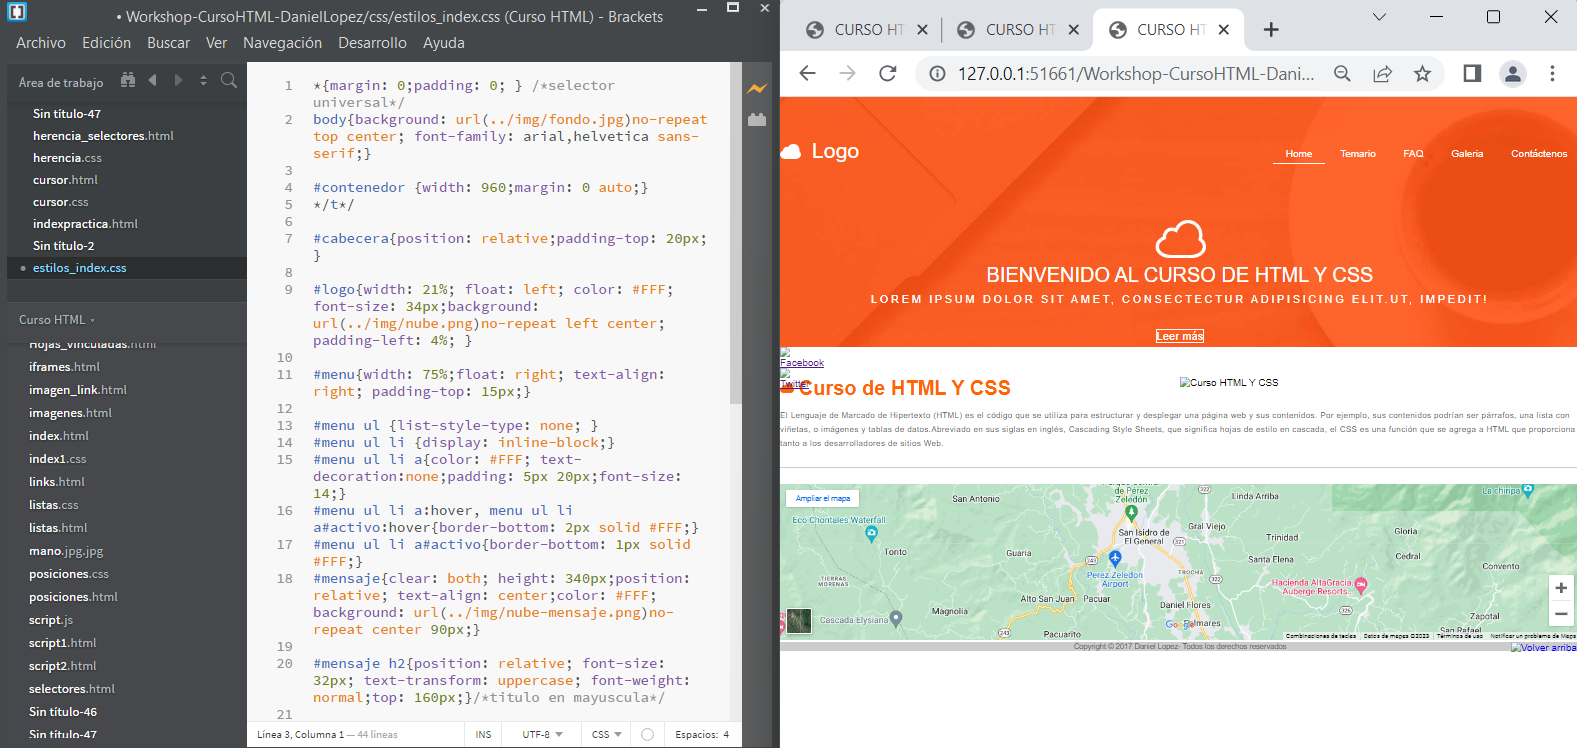 • Workshop-CursoHTML-DanielLopez/css/estilos_index.css (Curso HTML) - Brackets
Archivo Edición Buscar Ver Navegación Desarrollo Ayuda
Área de trabajo
Sin título-47
herencia_selectores.html
herencia.css
cursor.html
cursor.css
indexpractica.html
Sin título-2
estilos_index.css
Curso HTML
Hojas_vinculadas.html
iframes.html
imagen_link.html
imagenes.html
index.html
index1.css
links.html
listas.css
listas.html
mano.jpg.jpg
posiciones.css
posiciones.html
script.js
script1.html
script2.html
selectores.html
Sin título-46
Sin título-47
1 *{margin: 0;padding: 0; } /*selector
universal*/
2 body{background: url(../img/fondo.jpg)no-repeat
top center; font-family: arial,helvetica sans-
serif;}
3
4 #contenedor {width: 960;margin: 0 auto;}
5 */t*/
6
7 #cabecera{position: relative;padding-top: 20px;
}
8
9 #logo{width: 21%; float: left; color: #FFF;
font-size: 34px;background:
url(../img/nube.png)no-repeat left center;
padding-left: 4%; }
10
11 #menu{width: 75%;float: right; text-align:
right; padding-top: 15px;}
12
13 #menu ul {list-style-type: none; }
14 #menu ul li {display: inline-block;}
15 #menu ul li a{color: #FFF; text-
decoration:none;padding: 5px 20px;font-size:
14;}
16 #menu ul li a:hover, menu ul li
a#activo:hover{border-bottom: 2px solid #FFF;}
17 #menu ul li a#activo{border-bottom: 1px solid
#FFF;}
18 #mensaje{clear: both; height: 340px;position:
relative; text-align: center;color: #FFF;
background: url(../img/nube-mensaje.png)no-
repeat center 90px;}
19
20 #mensaje h2{position: relative; font-size:
32px; text-transform: uppercase; font-weight:
normal;top: 160px;}/*titulo en mayuscula*/
21
Línea 3, Columna 1 — 44 líneas INS UTF-8 CSS Espacios: 4
CURSO HT CURSO HT CURSO HT
127.0.0.1:51661/Workshop-CursoHTML-Dani...
Logo
Home Temario FAQ Galeria Contáctenos
BIENVENIDO AL CURSO DE HTML Y CSS
LOREM IPSUM DOLOR SIT AMET, CONSECTECTUR ADIPISICING ELIT.UT, IMPEDIT!
Leer más
Facebook
Twitter
Curso de HTML Y CSS
Curso HTML Y CSS
El Lenguaje de Marcado de Hipertexto (HTML) es el código que se utiliza para estructurar y desplegar una página web y sus contenidos. Por ejemplo, sus contenidos podrían ser párrafos, una lista con
viñetas, o imágenes y tablas de datos.Abreviado en sus siglas en inglés, Cascading Style Sheets, que significa hojas de estilo en cascada, el CSS es una función que se agrega a HTML que proporciona
tanto a los desarrolladores de sitios Web.
Ampliar el mapa
San Antonio
de Pérez
Zeledón
322
Linda Arriba
La chiripa
Eco Chontales Waterfall
Gral Viejo
San Isidro de
El General
321
Trinidad
Gloria
Tonto
Guaria
243
Santa Elena
Cedral
Perez Zeledon
Airport
TROCHA
322
Convento
TIERRAS
MORENAS
Hacienda AltaGracia,
Auberge Resorts..
Alto San Juan
Pacuar
Daniel Flores
326
Magnolia
Cascada Elysiana
Palmares
Zapotal
243
Pacuarito
Google
San Rafael
Combinaciones de teclas Datos de mapas ©2023 Términos de uso Notificar un problema de Maps
Copyright © 2017 Daniel Lopez- Todos los derechos reservados
Volver arriba